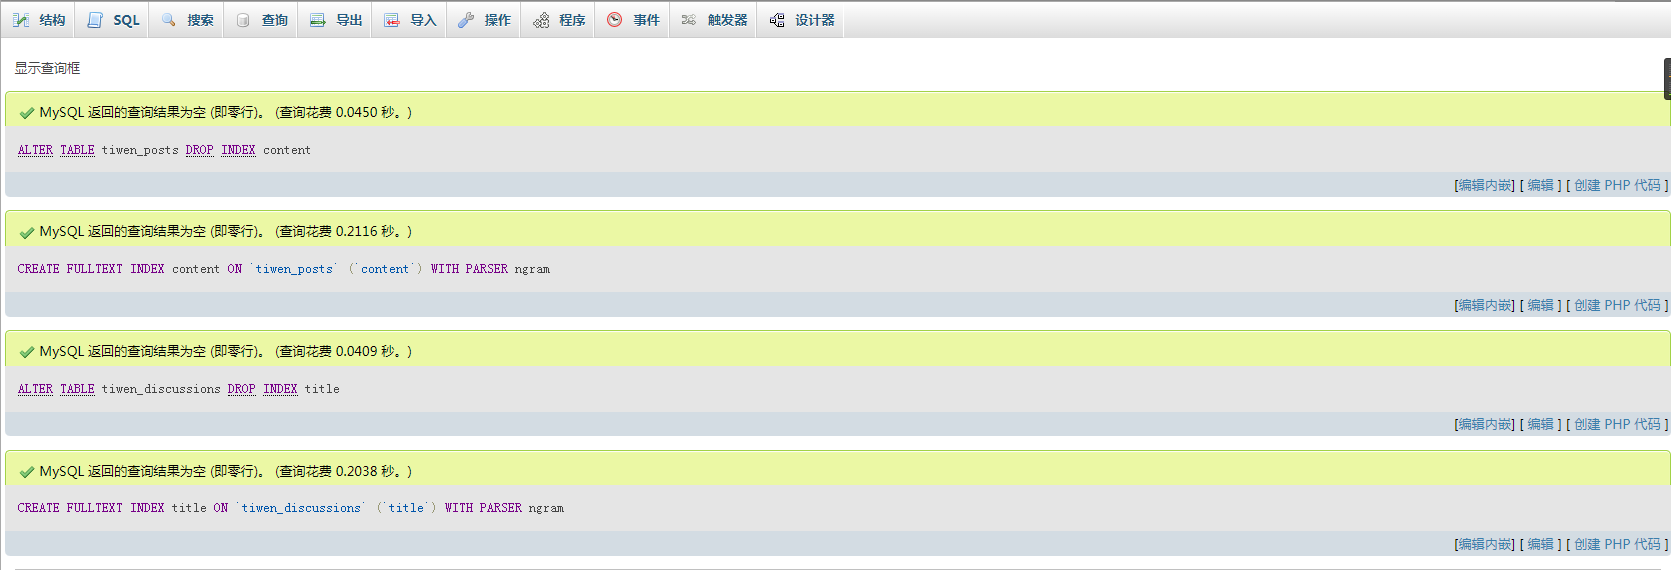 结构 SQL 搜索 查询 导出 导入 操作 程序 事件 触发器 设计器
显示查询框
MySQL 返回的查询结果为空 (即零行)。 (查询花费 0.0450 秒。)
ALTER TABLE tiwen_posts DROP INDEX content
[编辑内嵌] [ 编辑 ] [ 创建 PHP 代码 ]
MySQL 返回的查询结果为空 (即零行)。 (查询花费 0.2116 秒。)
CREATE FULLTEXT INDEX content ON `tiwen_posts` (`content`) WITH PARSER ngram
[编辑内嵌] [ 编辑 ] [ 创建 PHP 代码 ]
MySQL 返回的查询结果为空 (即零行)。 (查询花费 0.0409 秒。)
ALTER TABLE tiwen_discussions DROP INDEX title
[编辑内嵌] [ 编辑 ] [ 创建 PHP 代码 ]
MySQL 返回的查询结果为空 (即零行)。 (查询花费 0.2038 秒。)
CREATE FULLTEXT INDEX title ON `tiwen_discussions` (`title`) WITH PARSER ngram
[编辑内嵌] [ 编辑 ] [ 创建 PHP 代码 ]